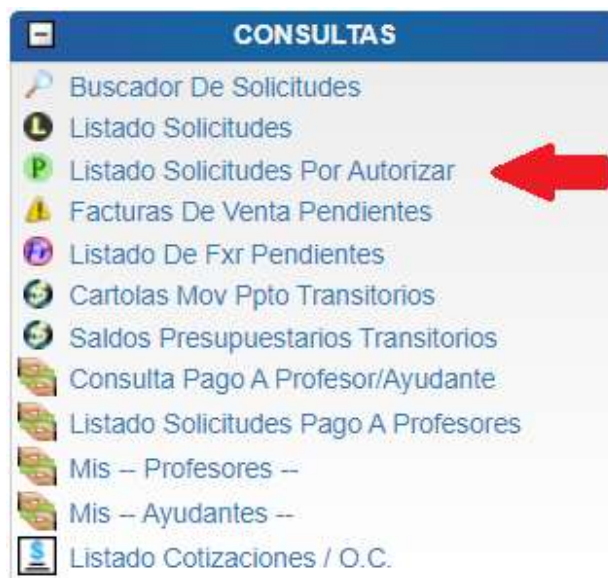 CONSULTAS
Buscador De Solicitudes
L Listado Solicitudes
P Listado Solicitudes Por Autorizar
Facturas De Venta Pendientes
Fr Listado De Fxr Pendientes
Cartolas Mov Ppto Transitorios
Saldos Presupuestarios Transitorios
Consulta Pago A Profesor/Ayudante
Listado Solicitudes Pago A Profesores
Mis -- Profesores --
Mis -- Ayudantes --
$ Listado Cotizaciones / O.C.